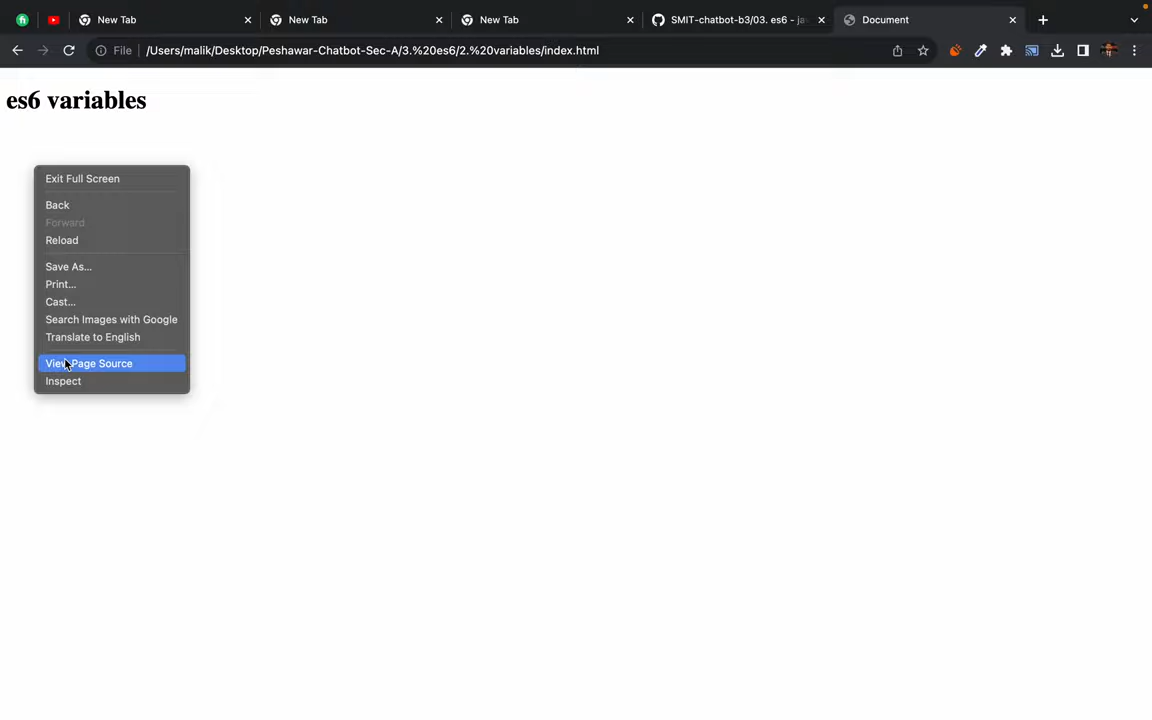 New Tab
New Tab
New Tab
SMIT-chatbot-b3/03. es6 - ja
Document
File
/Users/malik/Desktop/Peshawar-Chatbot-Sec-A/3.%20es6/2.%20variables/index.html
es6 variables
Exit Full Screen
Back
Forward
Reload
Save As...
Print...
Cast...
Search Images with Google
Translate to English
View Page Source
Inspect